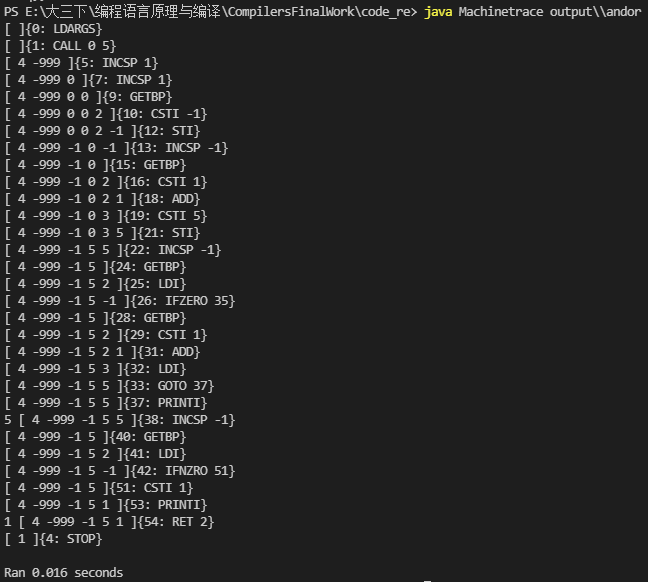 PS E:\大三下\编程语言原理与编译\CompilersFinalWork\code_re> java Machinetrace output\\andor
[ ]{0: LDARGS}
[ ]{1: CALL 0 5}
[ 4 -999 ]{5: INCSP 1}
[ 4 -999 0 ]{7: INCSP 1}
[ 4 -999 0 0 ]{9: GETBP}
[ 4 -999 0 0 2 ]{10: CSTI -1}
[ 4 -999 0 0 2 -1 ]{12: STI}
[ 4 -999 -1 0 -1 ]{13: INCSP -1}
[ 4 -999 -1 0 ]{15: GETBP}
[ 4 -999 -1 0 2 ]{16: CSTI 1}
[ 4 -999 -1 0 2 1 ]{18: ADD}
[ 4 -999 -1 0 3 ]{19: CSTI 5}
[ 4 -999 -1 0 3 5 ]{21: STI}
[ 4 -999 -1 5 5 ]{22: INCSP -1}
[ 4 -999 -1 5 ]{24: GETBP}
[ 4 -999 -1 5 2 ]{25: LDI}
[ 4 -999 -1 5 -1 ]{26: IFZERO 35}
[ 4 -999 -1 5 ]{28: GETBP}
[ 4 -999 -1 5 2 ]{29: CSTI 1}
[ 4 -999 -1 5 2 1 ]{31: ADD}
[ 4 -999 -1 5 3 ]{32: LDI}
[ 4 -999 -1 5 5 ]{33: GOTO 37}
[ 4 -999 -1 5 5 ]{37: PRINTI}
5 [ 4 -999 -1 5 5 ]{38: INCSP -1}
[ 4 -999 -1 5 ]{40: GETBP}
[ 4 -999 -1 5 2 ]{41: LDI}
[ 4 -999 -1 5 -1 ]{42: IFNZRO 51}
[ 4 -999 -1 5 ]{51: CSTI 1}
[ 4 -999 -1 5 1 ]{53: PRINTI}
1 [ 4 -999 -1 5 1 ]{54: RET 2}
[ 1 ]{4: STOP}
Ran 0.016 seconds